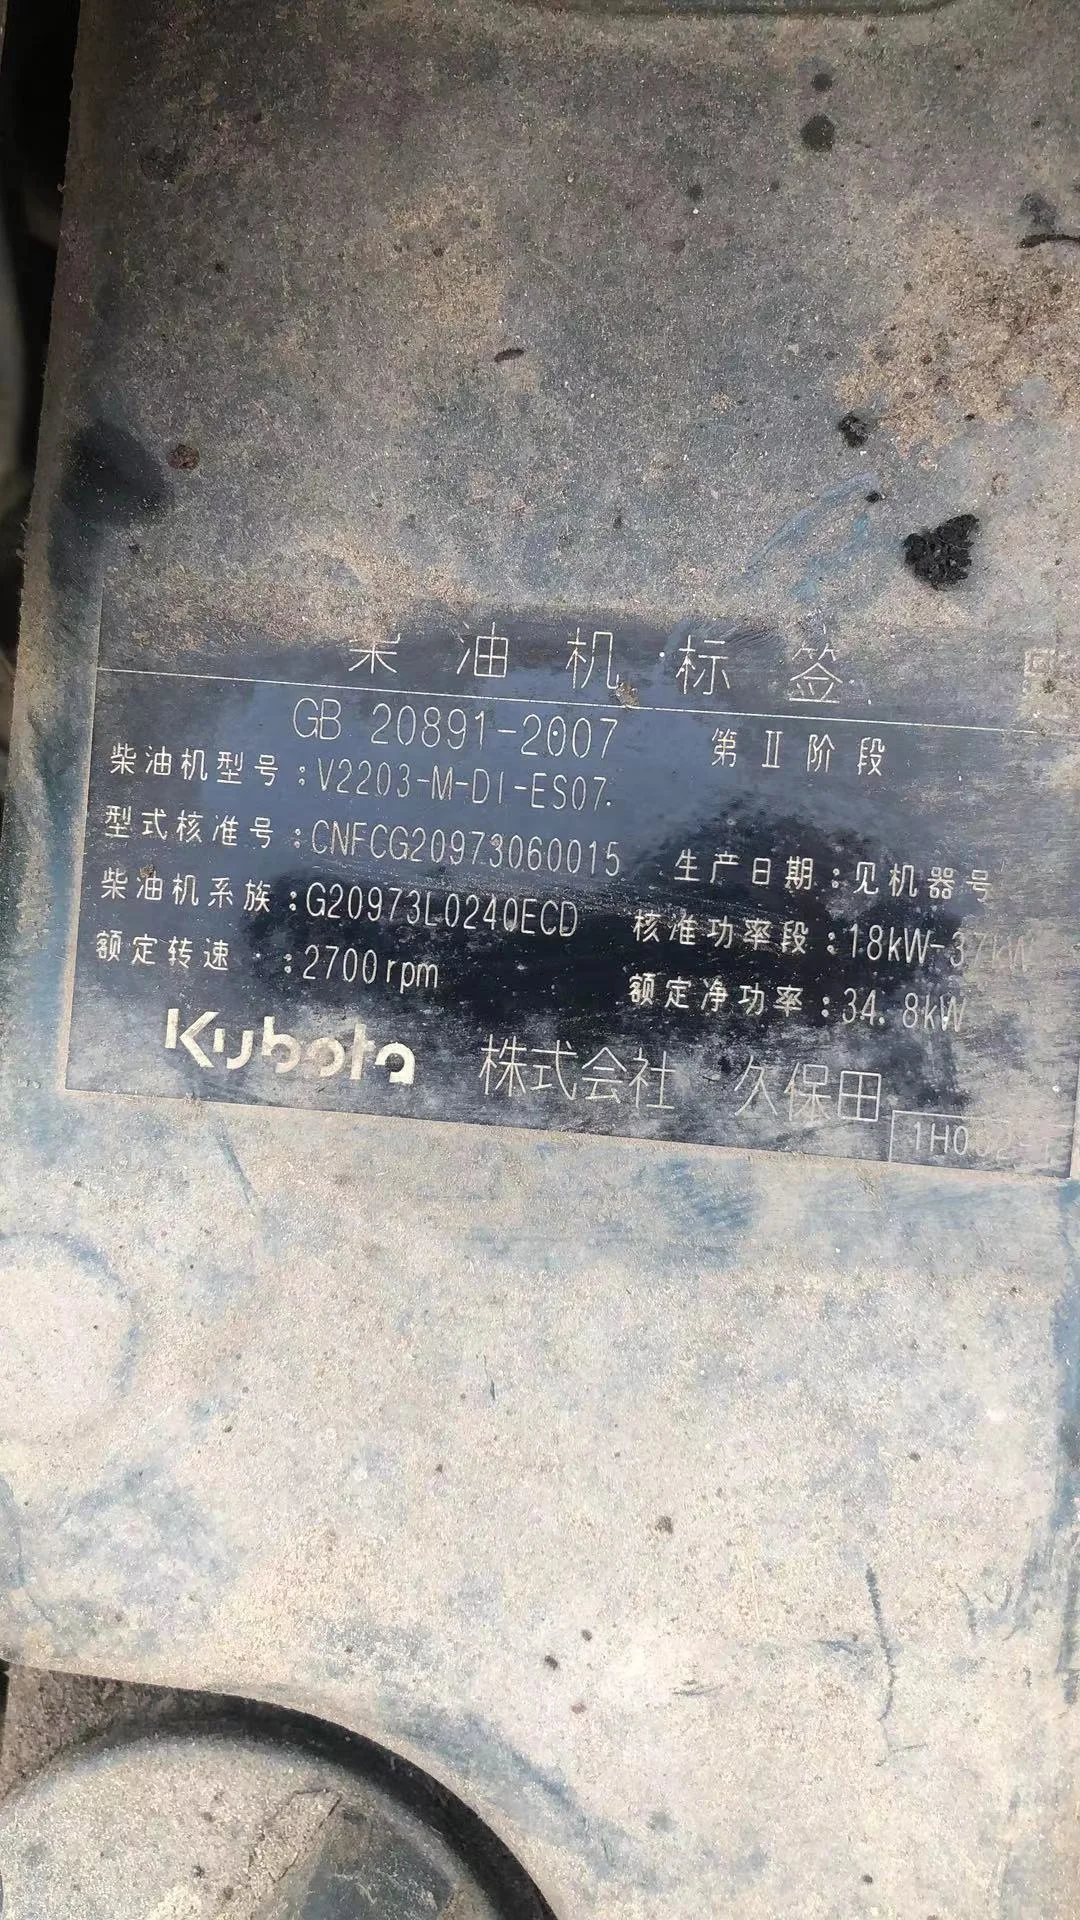 柴油机标签
GB 20891-2007 第Ⅱ阶段
柴油机型号：V2203-M-DI-ES07
型式核准号：CNFCG20973060015 生产日期：见机器号
柴油机系族：G20973L0240ECD 核准功率段：18kW-37kW
额定转速 ：2700rpm 额定净功率：34.8kW
Kubota 株式会社 久保田